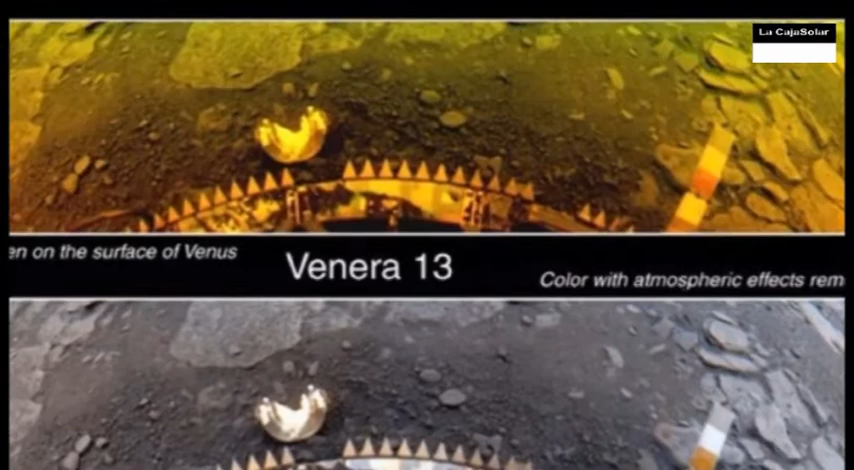 La CajaSolar
en on the surface of Venus
Venera 13
Color with atmospheric effects rem